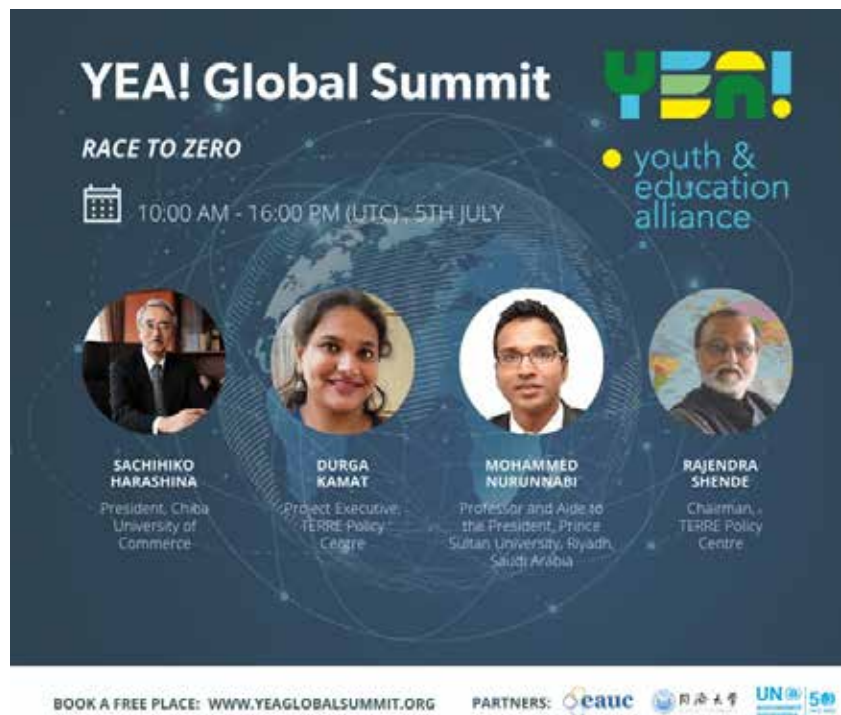 YEA! Global Summit
YEA!
RACE TO ZERO
youth &
education
alliance
10:00 AM - 16:00 PM (UTC) , 5TH JULY
SACHIHIKO
HARASHINA
President, Chiba
University of
Commerce
DURGA
KAMAT
Project Executive,
TERRE Policy
Centre
MOHAMMED
NURUNNABI
Professor and Aide to
the President, Prince
Sultan University, Riyadh,
Saudi Arabia
RAJENDRA
SHENDE
Chairman,
TERRE Policy
Centre
BOOK A FREE PLACE: WWW.YEAGLOBALSUMMIT.ORG
PARTNERS:
eauc
同济大学
UN
50